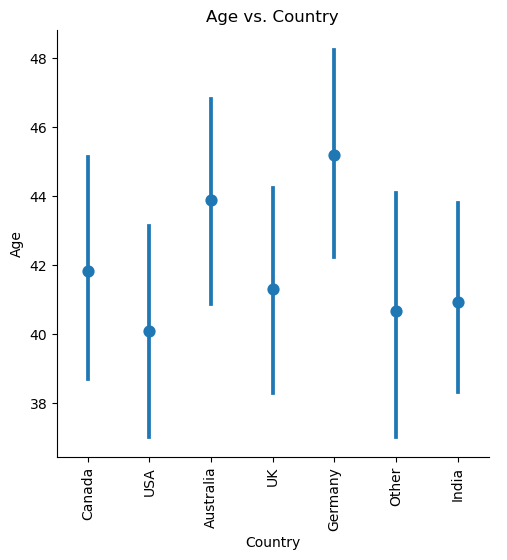 Age vs. Country
Age
48
46
44
42
40
38
Canada
USA
Australia
UK
Germany
Other
India
Country